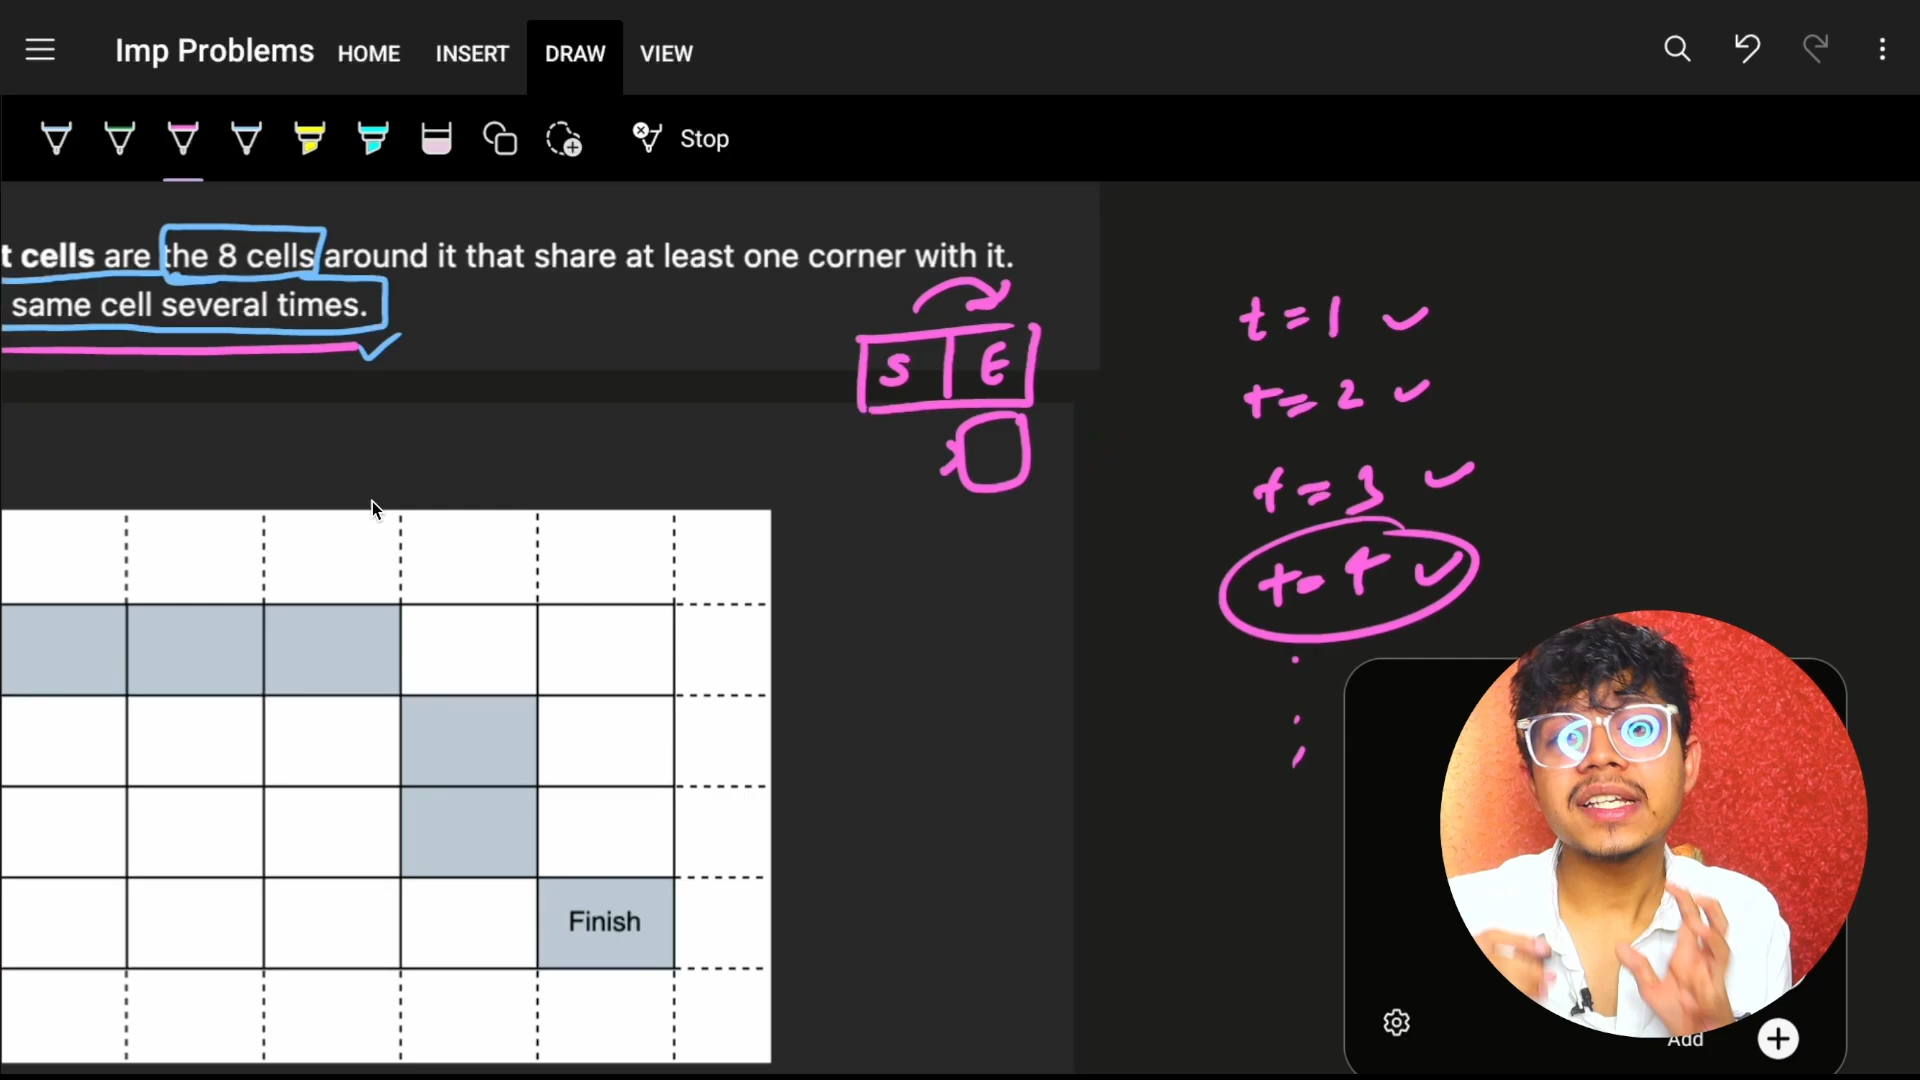 Imp Problems HOME INSERT DRAW VIEW
Stop
t cells are the 8 cells around it that share at least one corner with it.
same cell several times.
S E
t = 1
t = 2
t = 3
t = 4
Finish
Add